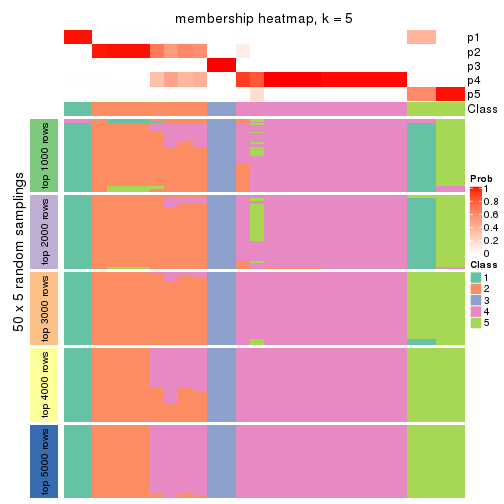 membership heatmap, k = 5
p1
p2
p3
p4
p5
Class
50 x 5 random samplings
top 1000 rows
top 2000 rows
top 3000 rows
top 4000 rows
top 5000 rows
Prob
1
0.8
0.6
0.4
0.2
0
Class
1
2
3
4
5